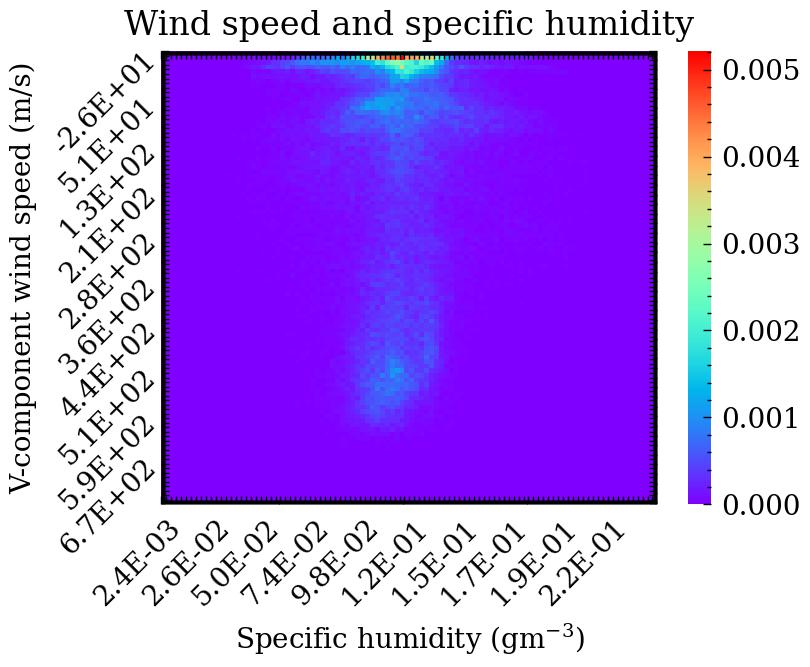 Wind speed and specific humidity
V-component wind speed (m/s)
-2.6E+01
5.1E+01
1.3E+02
2.1E+02
2.8E+02
3.6E+02
4.4E+02
5.1E+02
5.9E+02
6.7E+02
2.4E-03
2.6E-02
5.0E-02
7.4E-02
9.8E-02
1.2E-01
1.5E-01
1.7E-01
1.9E-01
2.2E-01
Specific humidity (gm⁻³)
0.005
0.004
0.003
0.002
0.001
0.000